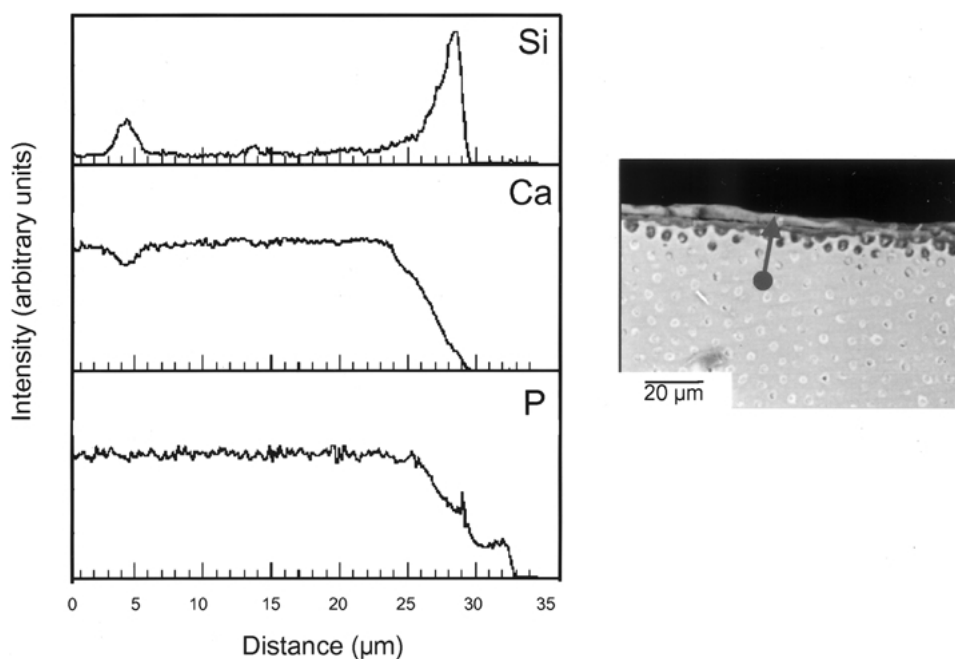 Si
Ca
P
Intensity (arbitrary units)
0 5 10 15 20 25 30 35
Distance (µm)
20 µm